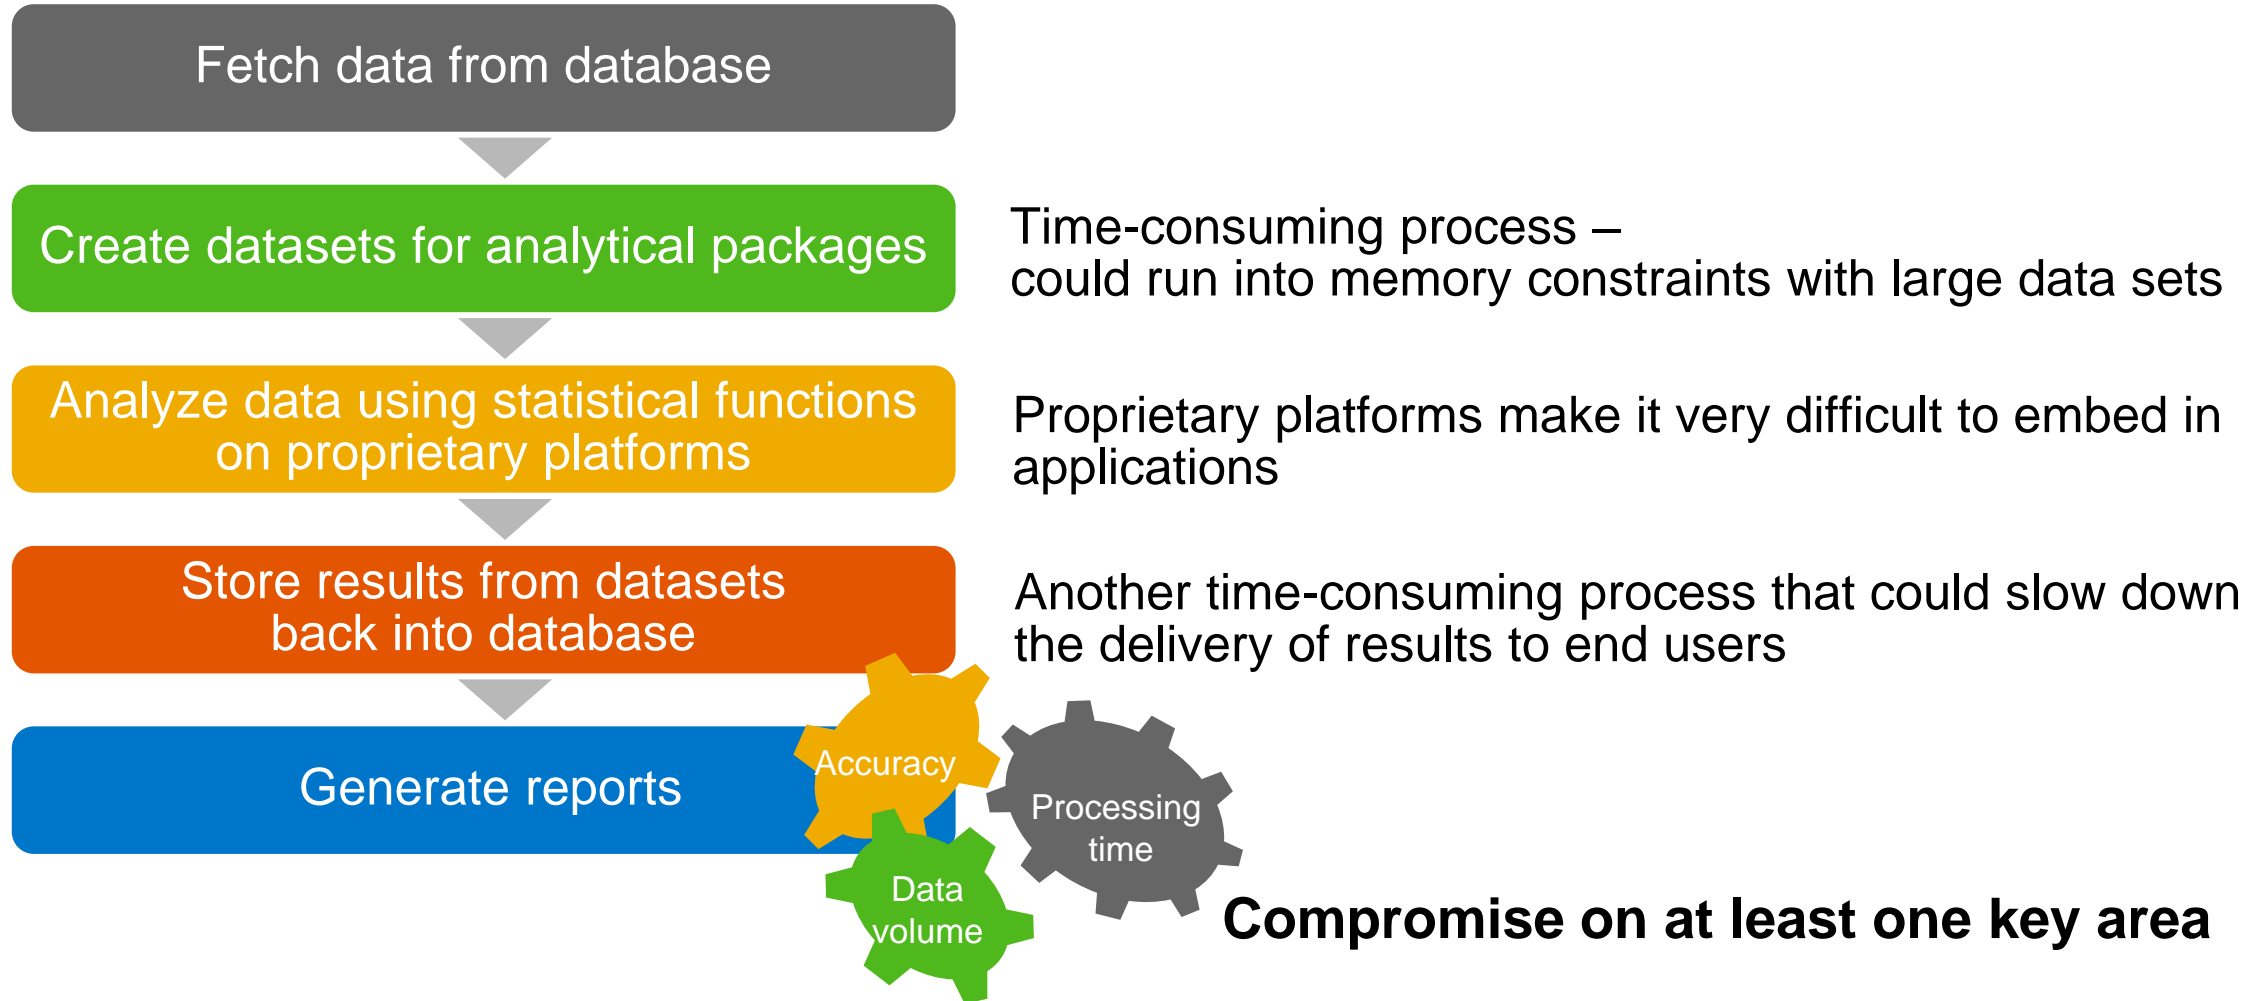 Fetch data from database
Create datasets for analytical packages
Time-consuming process –
could run into memory constraints with large data sets
Analyze data using statistical functions
on proprietary platforms
Proprietary platforms make it very difficult to embed in
applications
Store results from datasets
back into database
Another time-consuming process that could slow down
the delivery of results to end users
Generate reports
Accuracy
Processing
time
Data
volume
Compromise on at least one key area